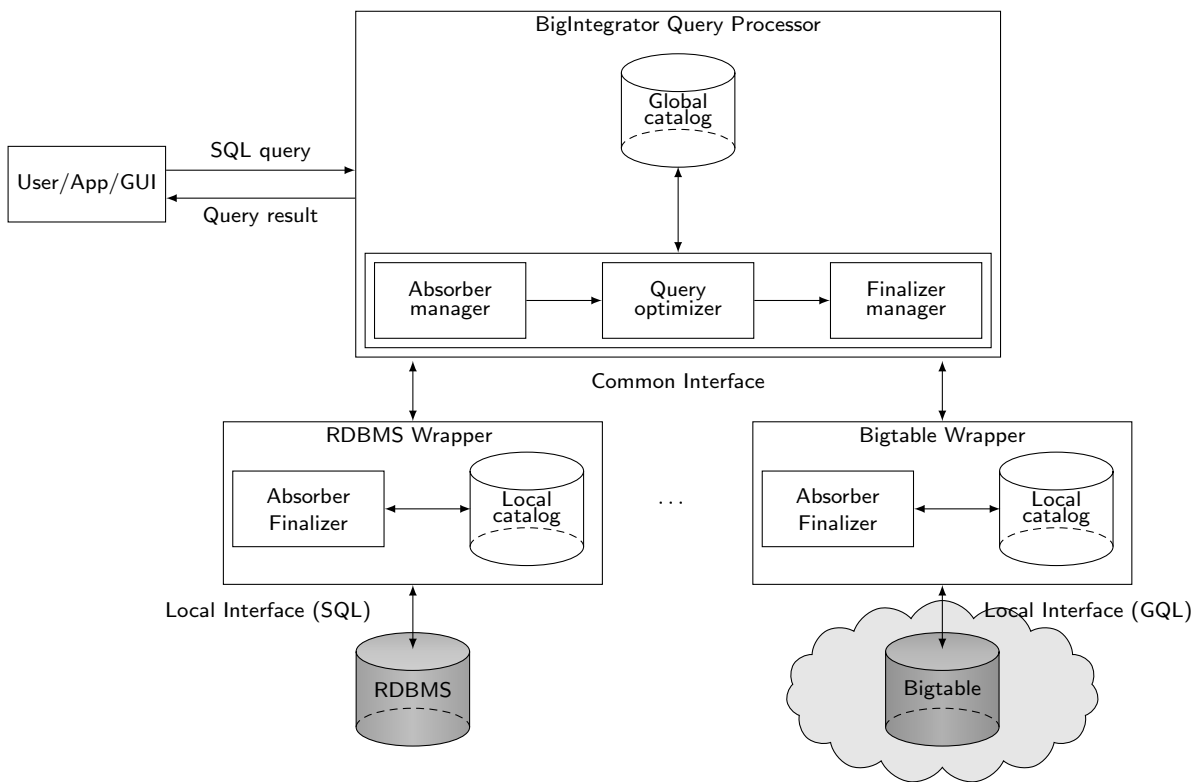 BigIntegrator Query Processor
Global
catalog
SQL query
User/App/GUI
Query result
Absorber
manager
Query
optimizer
Finalizer
manager
Common Interface
RDBMS Wrapper
Absorber
Finalizer
Local
catalog
...
Bigtable Wrapper
Absorber
Finalizer
Local
catalog
Local Interface (SQL)
Local Interface (GQL)
RDBMS
Bigtable